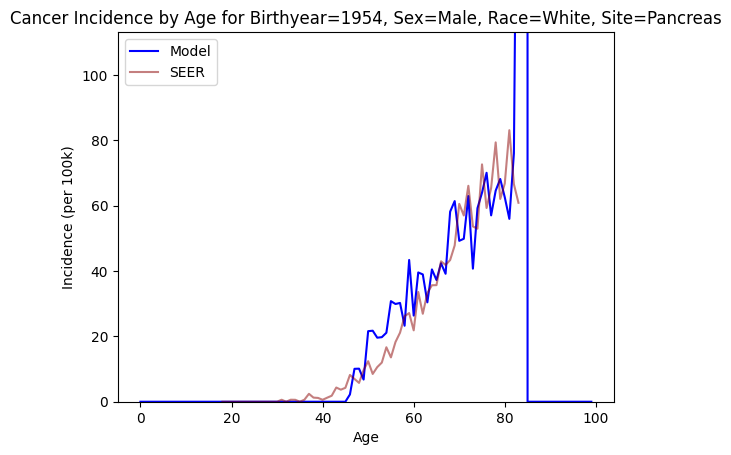 Cancer Incidence by Age for Birthyear=1954, Sex=Male, Race=White, Site=Pancreas
Model
SEER
100
80
60
40
20
0
Incidence (per 100k)
0 20 40 60 80 100
Age